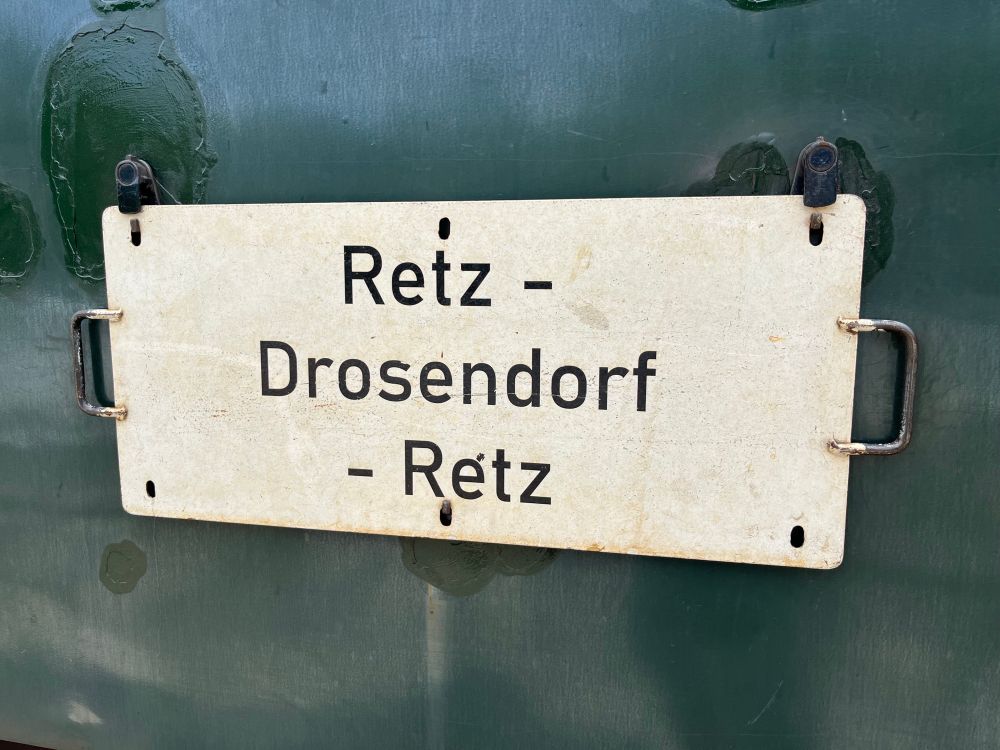 Retz -
Drosendorf
- Retz